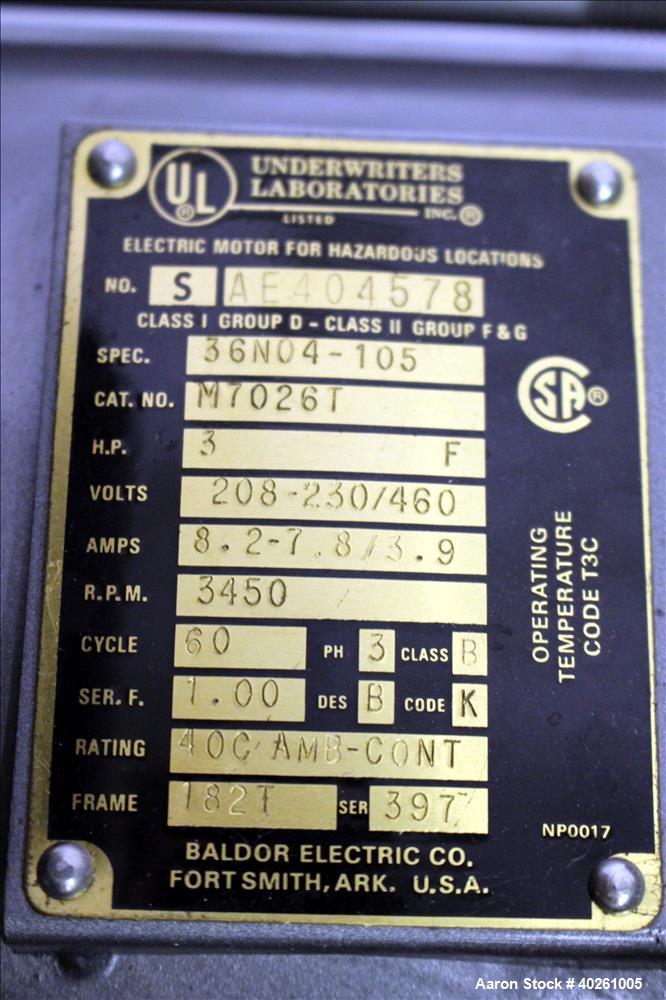 UL® UNDERWRITERS
LABORATORIES
INC.®
LISTED
ELECTRIC MOTOR FOR HAZARDOUS LOCATIONS
NO. S AE404578
CLASS I GROUP D - CLASS II GROUP F & G
SPEC. 36N04-105
CAT. NO. M7026T
SA®
H.P. 3 F
VOLTS 208-230/460
AMPS 8.2-7.8/3.9
R.P.M. 3450 /
CYCLE 60 PH 3 CLASS B
SER. F. 1.00 DES B CODE K
RATING 40C AMB-CONT
FRAME 182T SER 397
OPERATING
TEMPERATURE
CODE T3C
NP0017
BALDOR ELECTRIC CO.
FORT SMITH, ARK. U.S.A.
Aaron Stock # 40261005